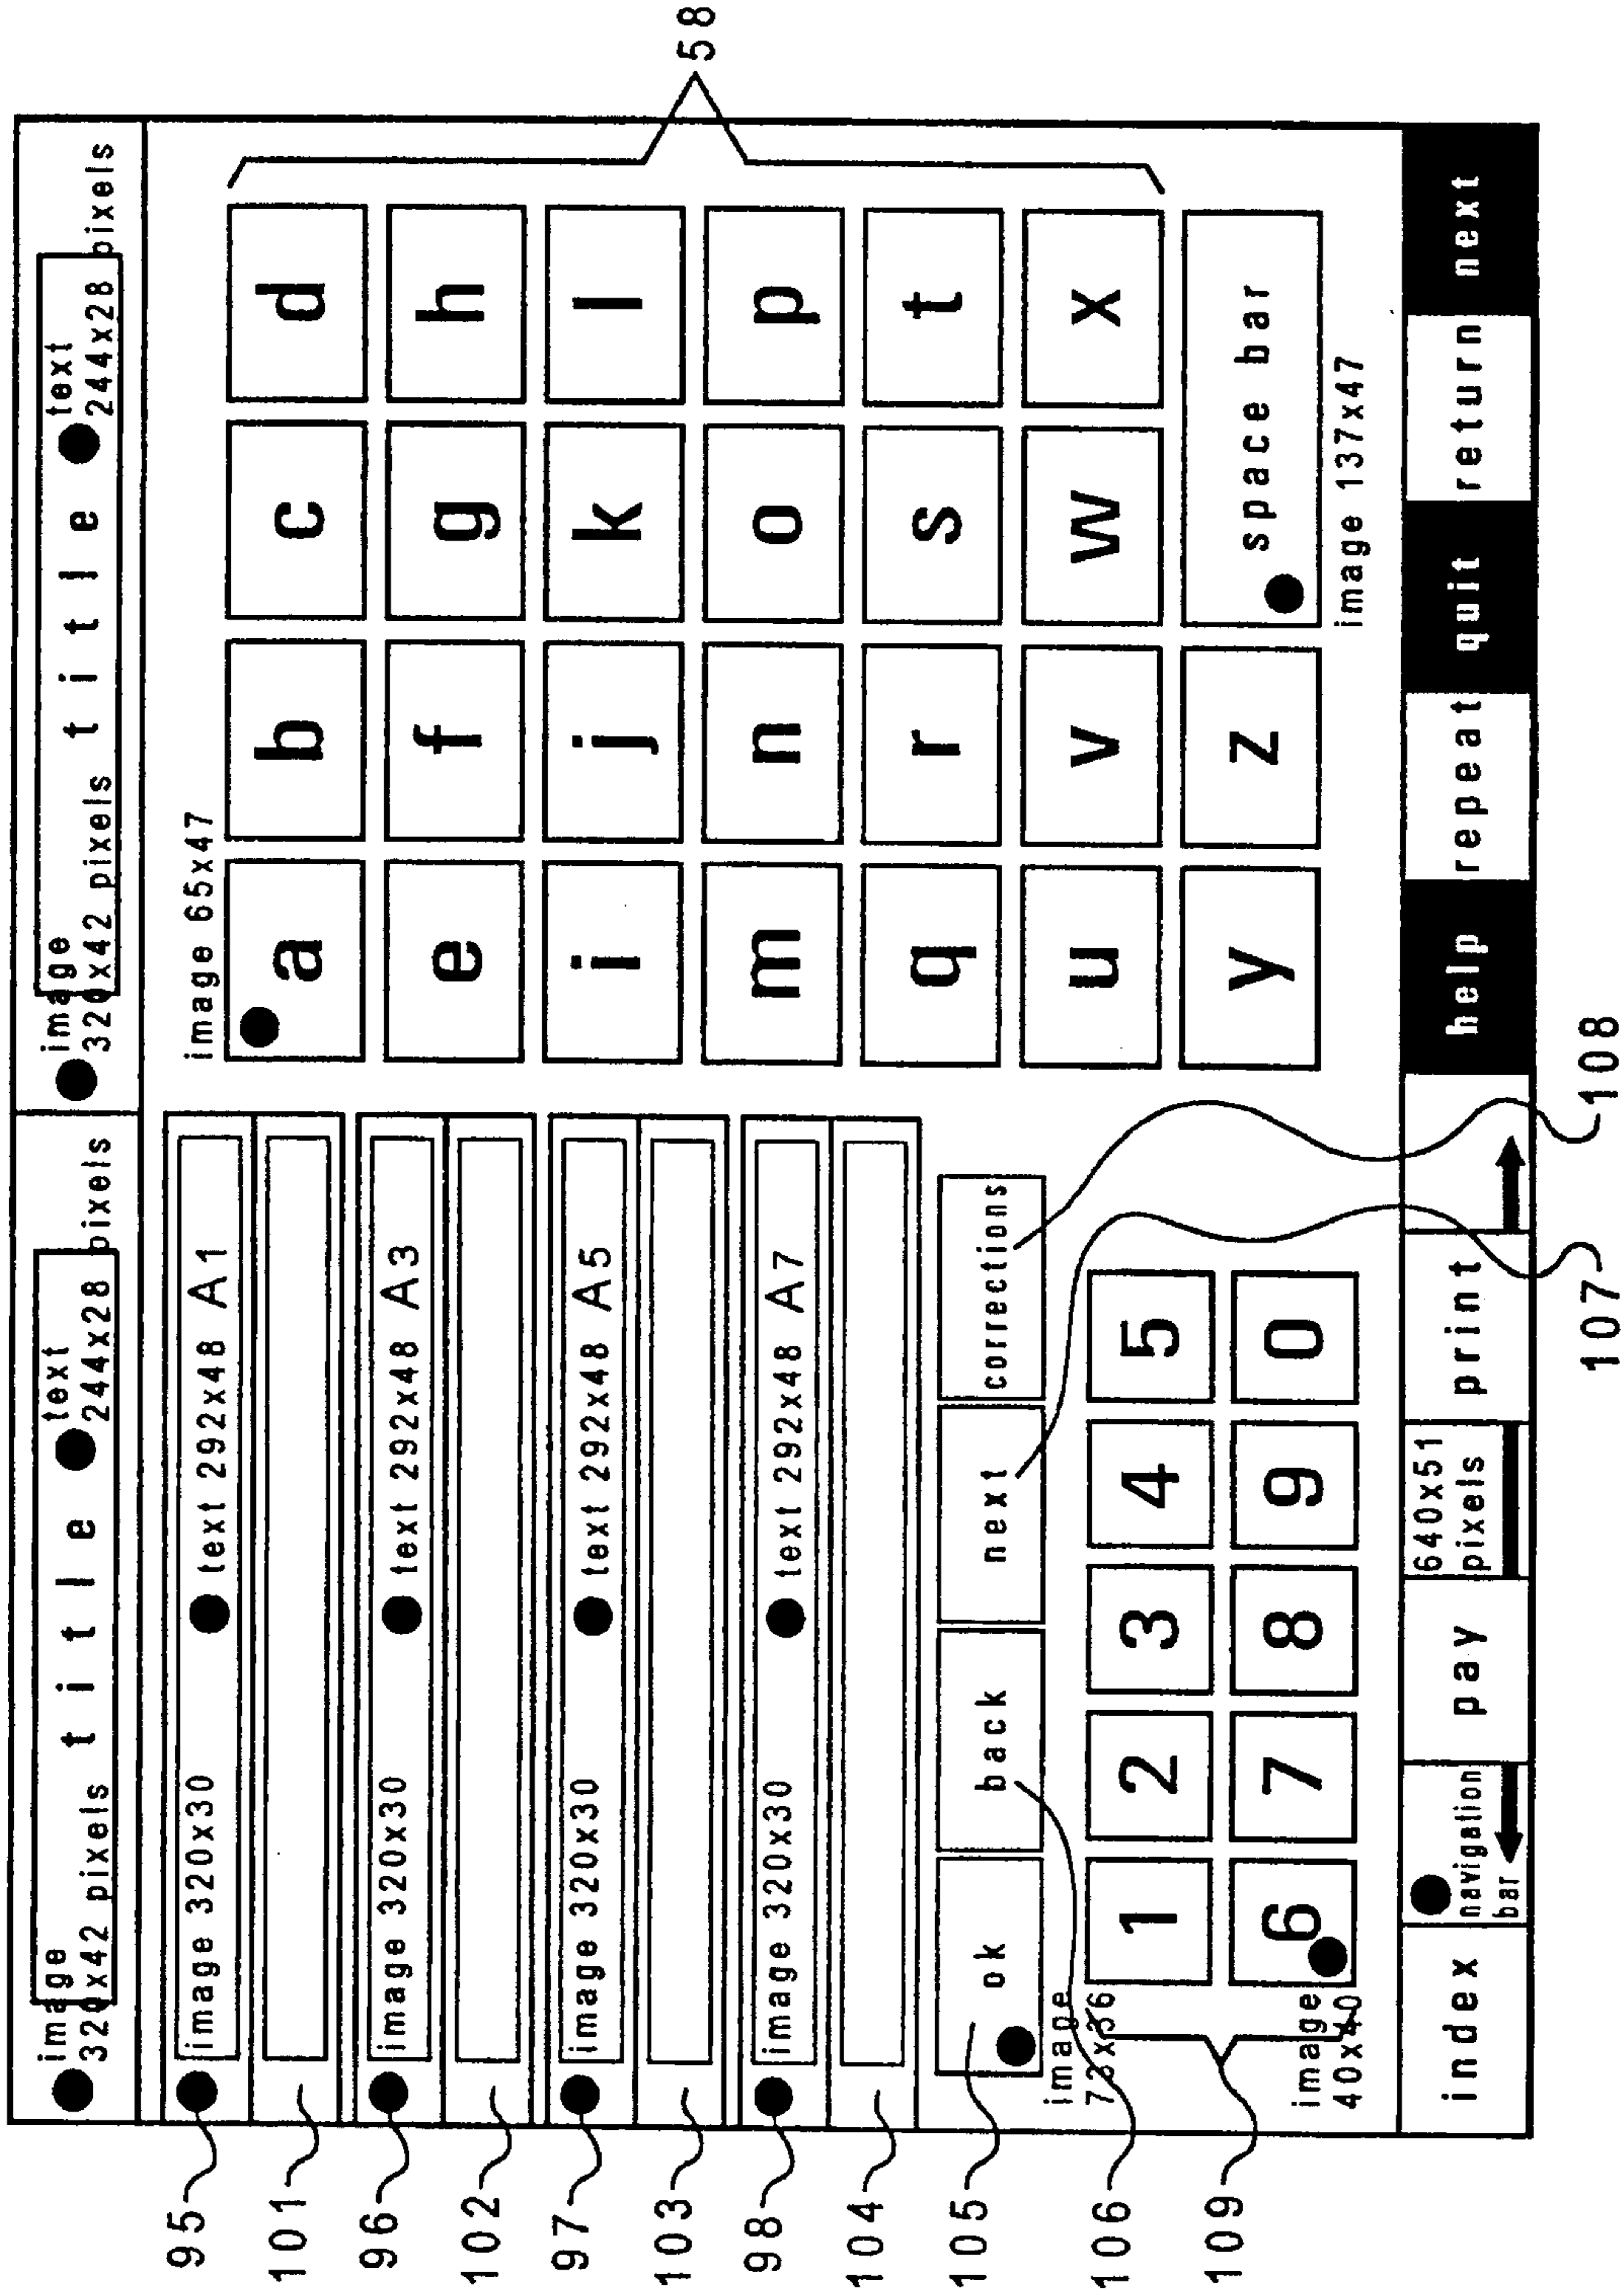 image
320x42 pixels
title
text
244x28 pixels
image
320x42 pixels
title
text
244x28 pixels
95
image 320x30
text 292x48 A1
101
96
image 320x30
text 292x48 A3
102
97
image 320x30
text 292x48 A5
103
98
image 320x30
text 292x48 A7
104
105
ok
back
next
corrections
image
73x36
106
1 2 3 4 5
109
6 7 8 9 0
image
40x40
image 65x47
a b c d
e f g h
i j k l
m n o p
q r s t
u v w x
y z space bar
image 137x47
58
index
navigation
bar
pay
640x51
pixels
print
help
repeat
quit
return
next
107
108